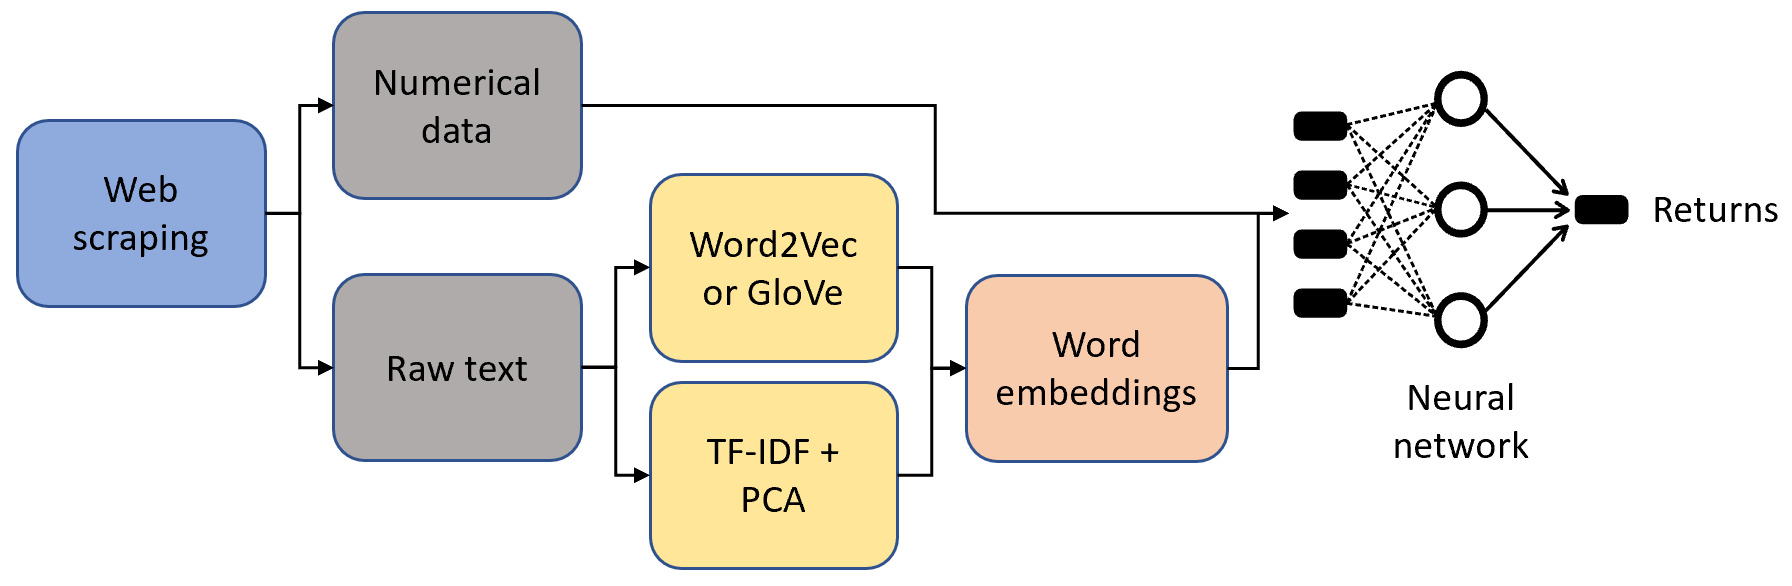 Web
scraping
Numerical
data
Raw text
Word2Vec
or GloVe
TF-IDF +
PCA
Word
embeddings
Neural
network
Returns